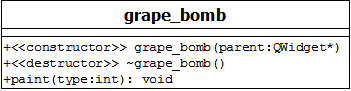 grape_bomb
+<<constructor>> grape_bomb(parent:QWidget*)
+<<destructor>> ~grape_bomb()
+paint(type:int): void